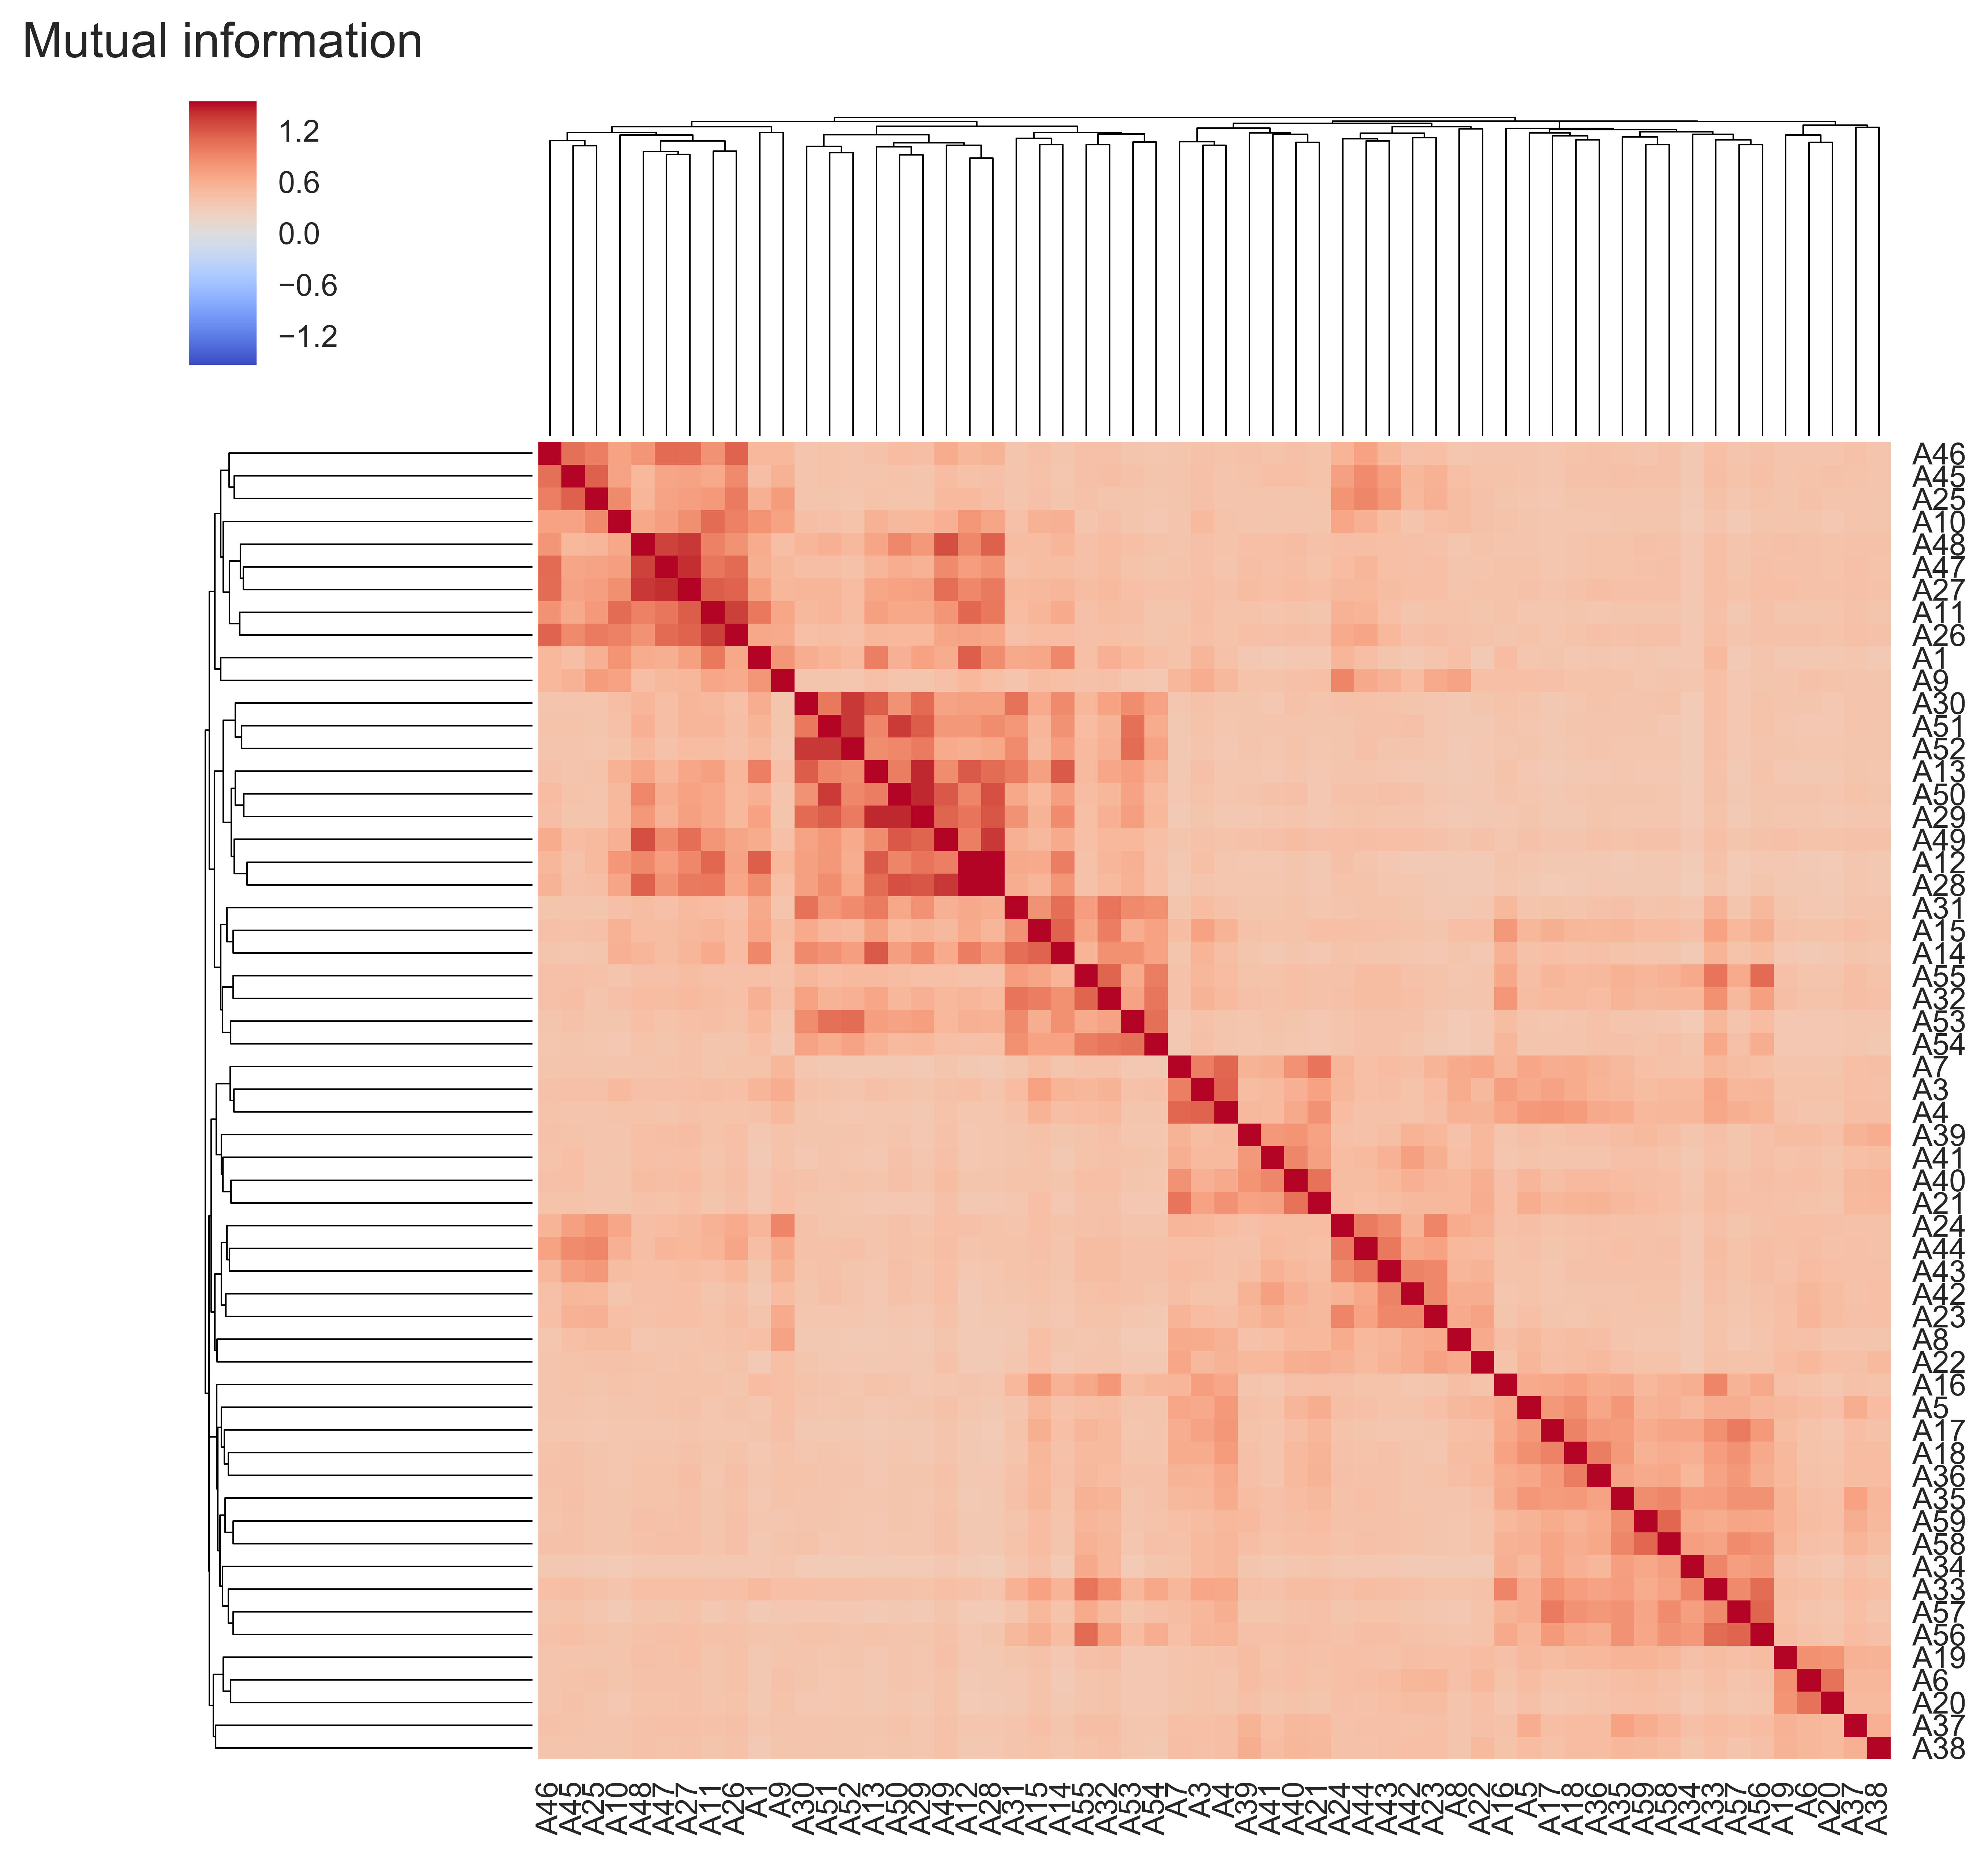 Mutual information
1.2
0.6
0.0
−0.6
−1.2
A46
A45
A25
A10
A48
A47
A27
A11
A26
A1
A9
A30
A51
A52
A13
A50
A29
A49
A12
A28
A31
A15
A14
A55
A32
A53
A54
A7
A3
A4
A39
A41
A40
A21
A24
A44
A43
A42
A23
A8
A22
A16
A5
A17
A18
A36
A35
A59
A58
A34
A33
A57
A56
A19
A6
A20
A37
A38
A46 A45 A25 A10 A48 A47 A27 A11 A26 A1 A9 A30 A51 A52 A13 A50 A29 A49 A12 A28 A31 A15 A14 A55 A32 A53 A54 A7 A3 A4 A39 A41 A40 A21 A24 A44 A43 A42 A23 A8 A22 A16 A5 A17 A18 A36 A35 A59 A58 A34 A33 A57 A56 A19 A6 A20 A37 A38